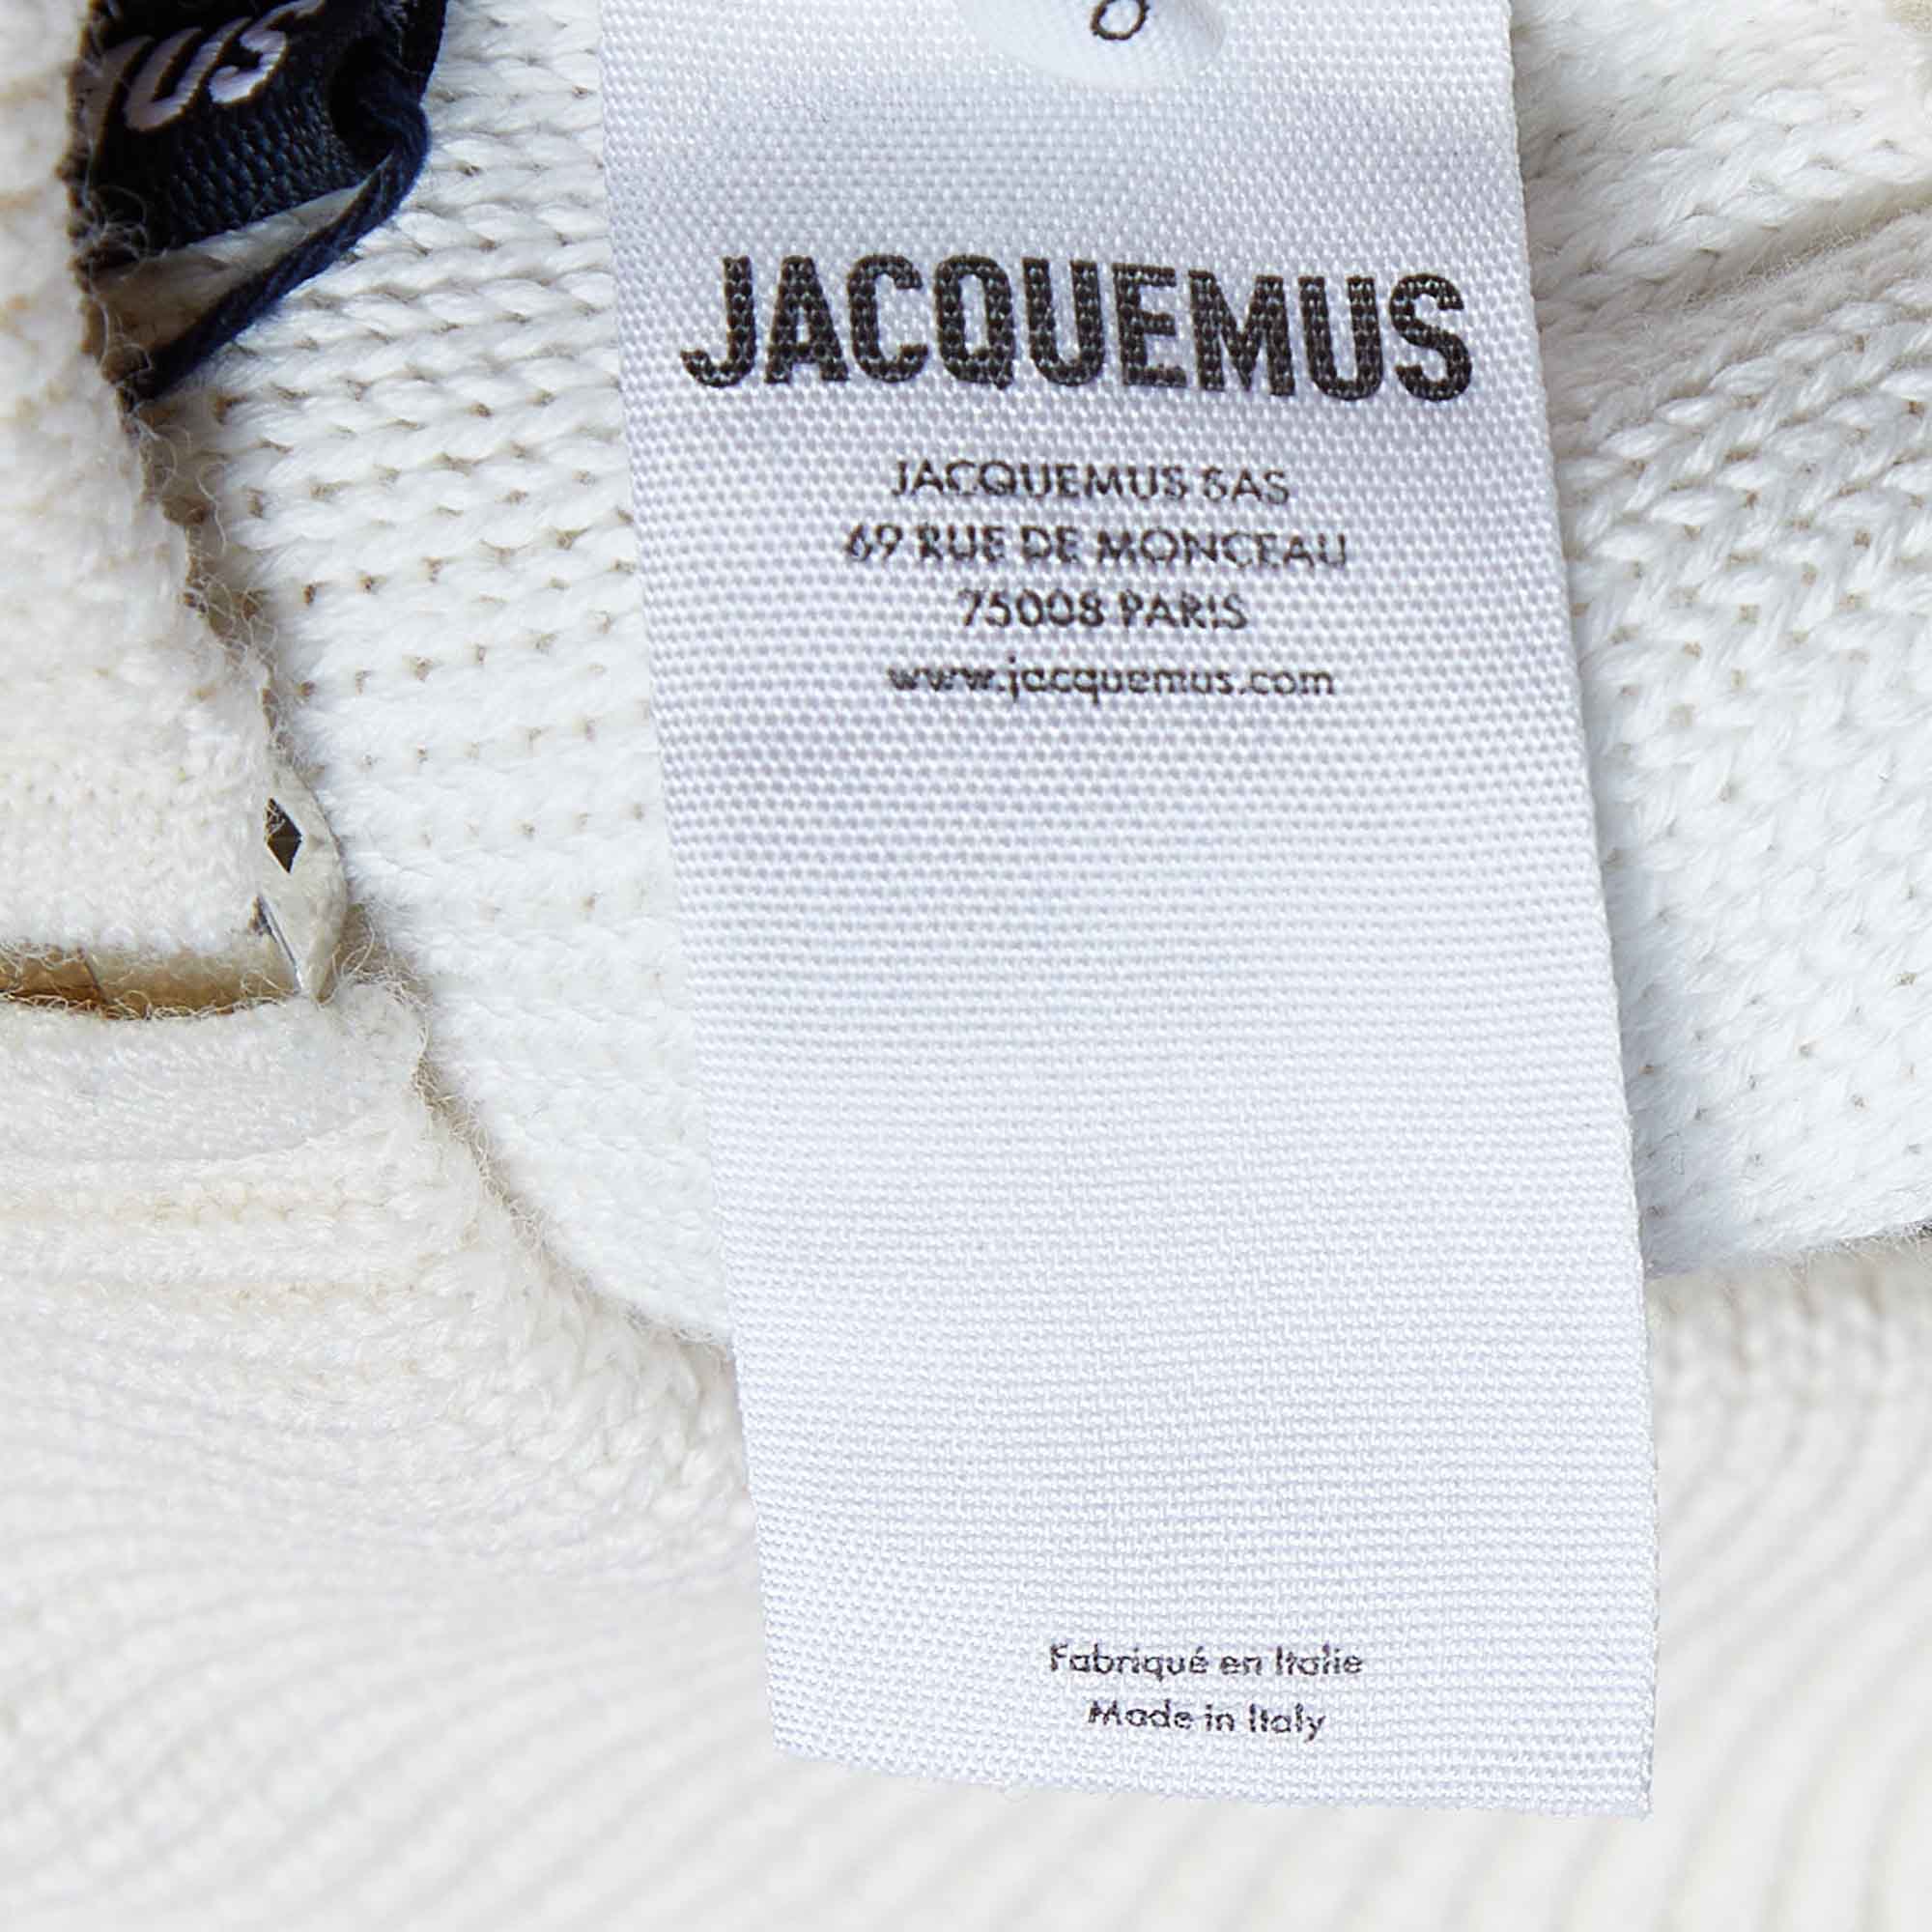 JACQUEMUS
JACQUEMUS SAS
69 RUE DE MONCEAU
75008 PARIS
www.jacquemus.com
Fabriqué en Italie
Made in Italy